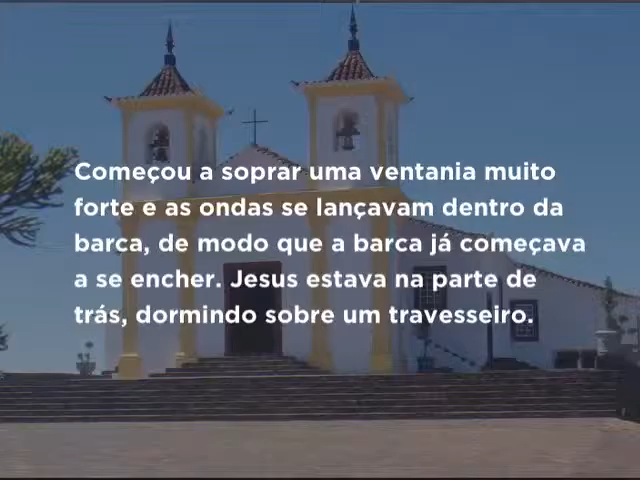 Começou a soprar uma ventania muito
forte e as ondas se lançavam dentro da
barca, de modo que a barca já começava
a se encher. Jesus estava na parte de
trás, dormindo sobre um travesseiro.